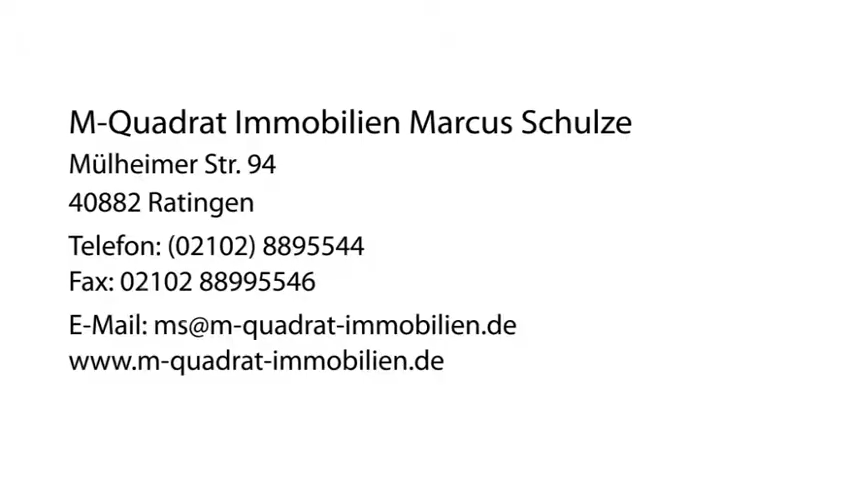 M-Quadrat Immobilien Marcus Schulze
Mülheimer Str. 94
40882 Ratingen
Telefon: (02102) 8895544
Fax: 02102 88995546
E-Mail: ms@m-quadrat-immobilien.de
www.m-quadrat-immobilien.de